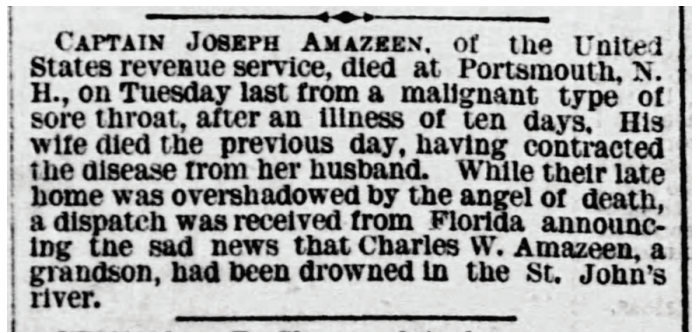 CAPTAIN JOSEPH AMAZEEN, of the United
States revenue service, died at Portsmouth, N.
H., on Tuesday last from a malignant type of
sore throat, after an illness of ten days. His
wife died the previous day, having contracted
the disease from her husband. While their late
home was overshadowed by the angel of death,
a dispatch was received from Florida announc-
ing the sad news that Charles W. Amazeen, a
grandson, had been drowned in the St. John's
river.